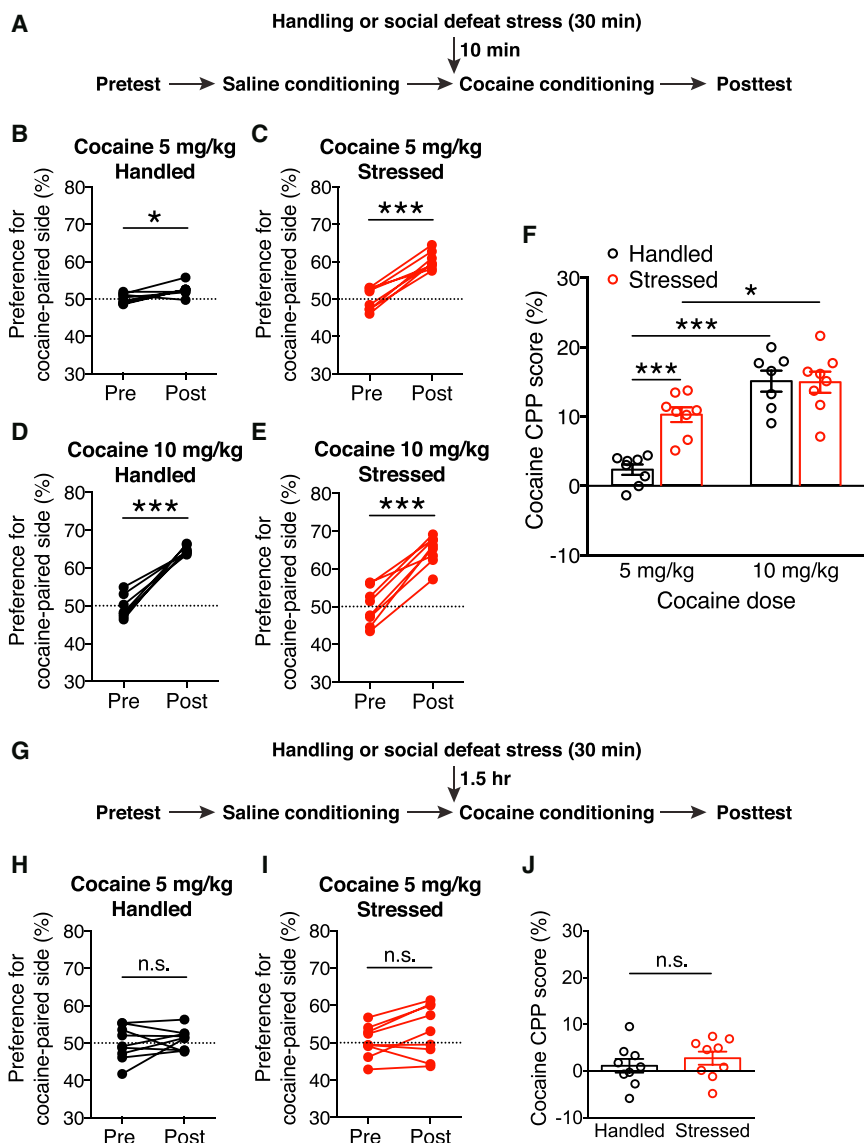 A
Handling or social defeat stress (30 min)
10 min
Pretest Saline conditioning Cocaine conditioning Posttest
B
Cocaine 5 mg/kg
Handled
Preference for
cocaine-paired side (%)
80
70
60
50
40
30
*
Pre Post
C
Cocaine 5 mg/kg
Stressed
Preference for
cocaine-paired side (%)
80
70
60
50
40
30
***
Pre Post
D
Cocaine 10 mg/kg
Handled
Preference for
cocaine-paired side (%)
80
70
60
50
40
30
***
Pre Post
E
Cocaine 10 mg/kg
Stressed
Preference for
cocaine-paired side (%)
80
70
60
50
40
30
***
Pre Post
F
Handled
Stressed
Cocaine CPP score (%)
30
20
10
0
-10
*
***
***
5 mg/kg 10 mg/kg
Cocaine dose
G
Handling or social defeat stress (30 min)
1.5 hr
Pretest Saline conditioning Cocaine conditioning Posttest
H
Cocaine 5 mg/kg
Handled
Preference for
cocaine-paired side (%)
80
70
60
50
40
30
n.s.
Pre Post
I
Cocaine 5 mg/kg
Stressed
Preference for
cocaine-paired side (%)
80
70
60
50
40
30
n.s.
Pre Post
J
Cocaine CPP score (%)
30
20
10
0
-10
n.s.
Handled Stressed